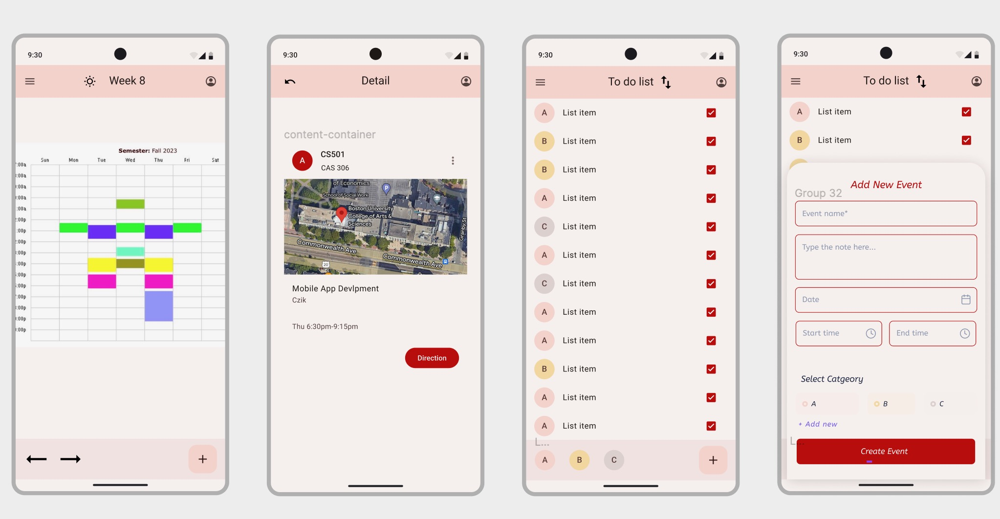 9:30
Week 8
Semester: Fall 2023
Sun Mon Tue Wed Thu Fri Sat
:00a
:00a
:00a
:00a
:00a
:00p
:00p
:00p
:00p
:00p
:00p
:00p
:00p
:00p
:00p
:00p
9:30
Detail
content-container
A
CS501
CAS 306
of Economics
School of Social Work
P
Boston University
College of Arts &
Sciences
Granby St
Commonwealth Ave
Commonwealth Ave
20
Mobile App Devlpment
Czik
Thu 6:30pm-9:15pm
Direction
9:30
To do list
A List item
B List item
B List item
A List item
C List item
A List item
C List item
A List item
A List item
B List item
A List item
A List item
L...
A B C
+
9:30
To do list
A List item
B List item
Add New Event
Group 32
Event name*
Type the note here...
Date
Start time
End time
Select Catgeory
A B C
+ Add new
L...
Create Event